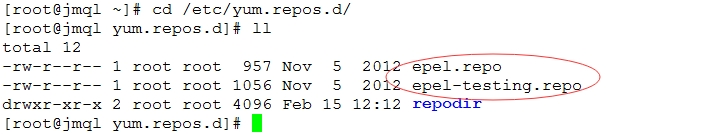 [root@jmql ~]# cd /etc/yum.repos.d/
[root@jmql yum.repos.d]# ll
total 12
-rw-r--r-- 1 root root  957 Nov  5  2012 epel.repo
-rw-r--r-- 1 root root 1056 Nov  5  2012 epel-testing.repo
drwxr-xr-x 2 root root 4096 Feb 15 12:12 repodir
[root@jmql yum.repos.d]#